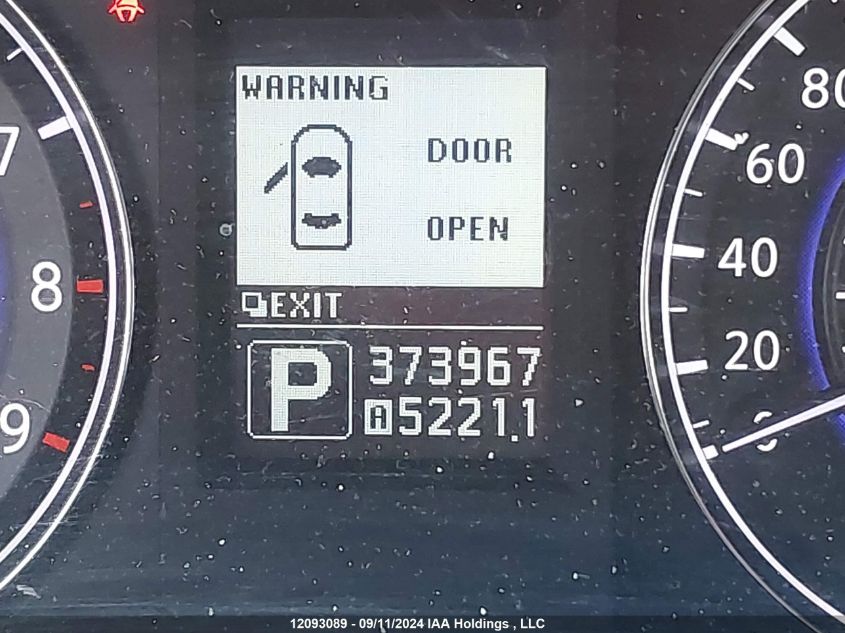 WARNING
DOOR
OPEN
EXIT
P
373967
A 5221.1
7
8
9
80
60
40
20
0
12093089 - 09/11/2024 IAA Holdings , LLC